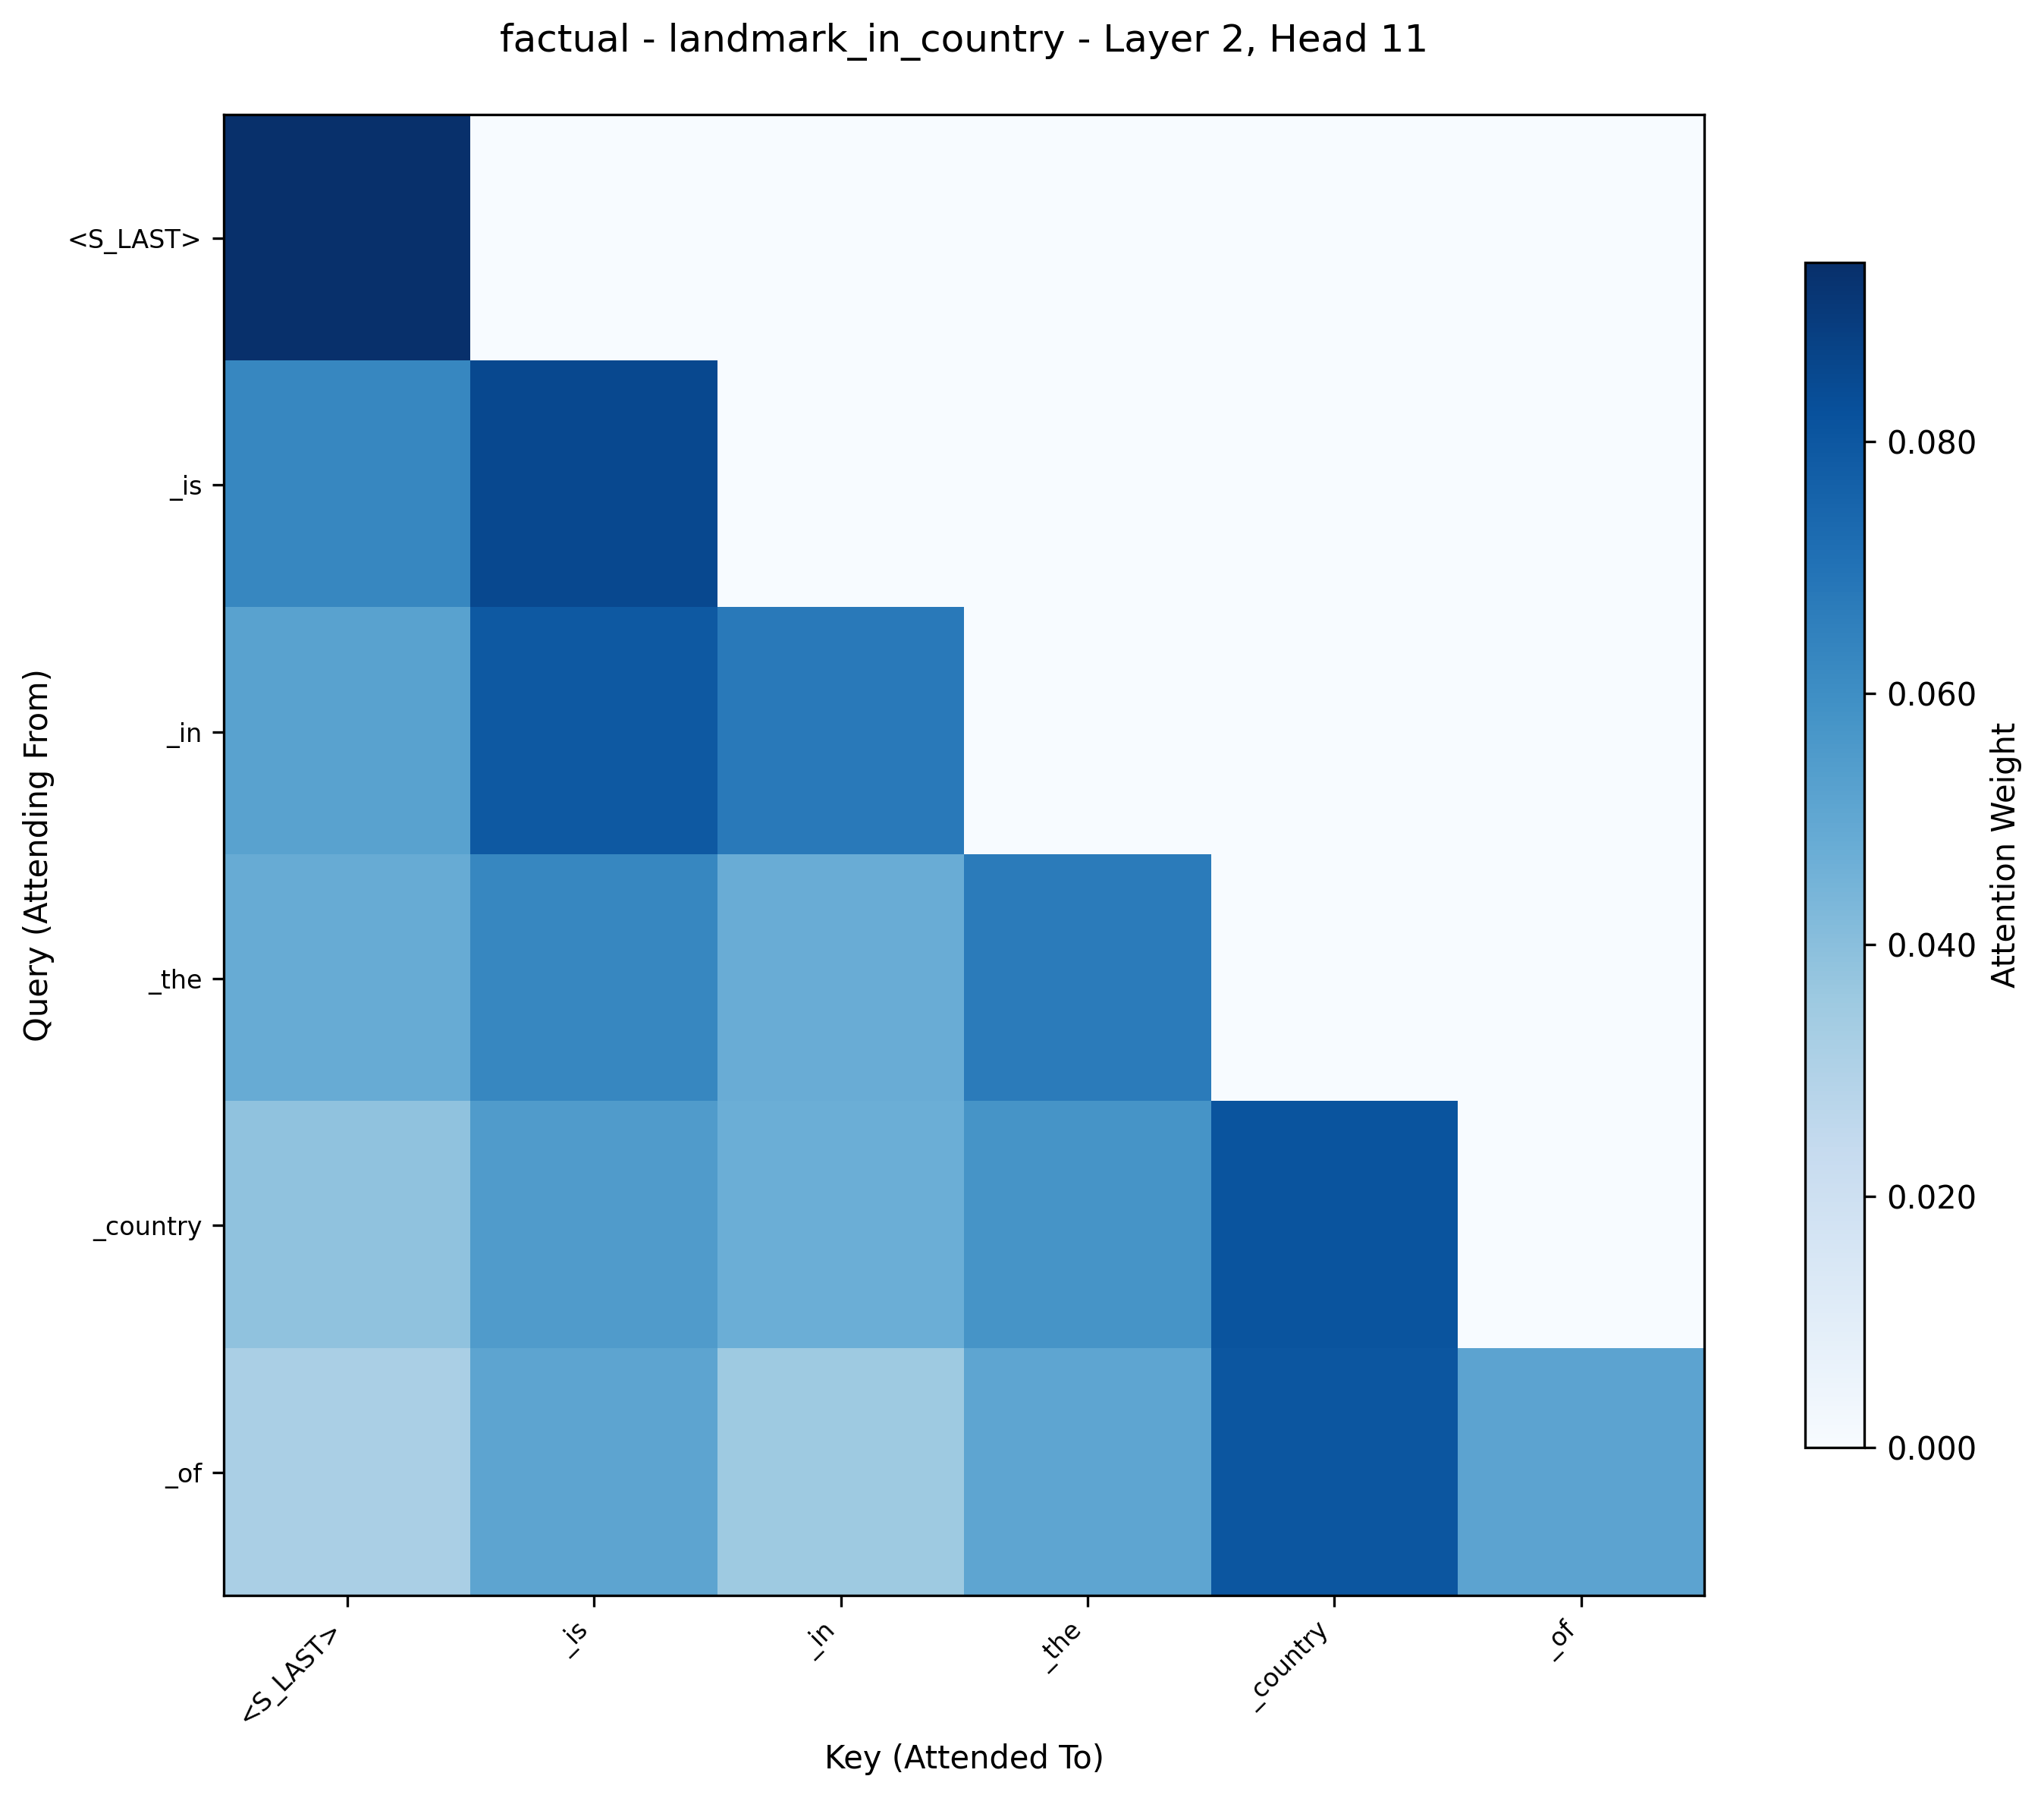 factual - landmark_in_country - Layer 2, Head 11
<S_LAST>
_is
_in
_the
_country
_of
Query (Attending From)
<S_LAST>
_is
_in
_the
_country
_of
Key (Attended To)
0.080
0.060
0.040
0.020
0.000
Attention Weight